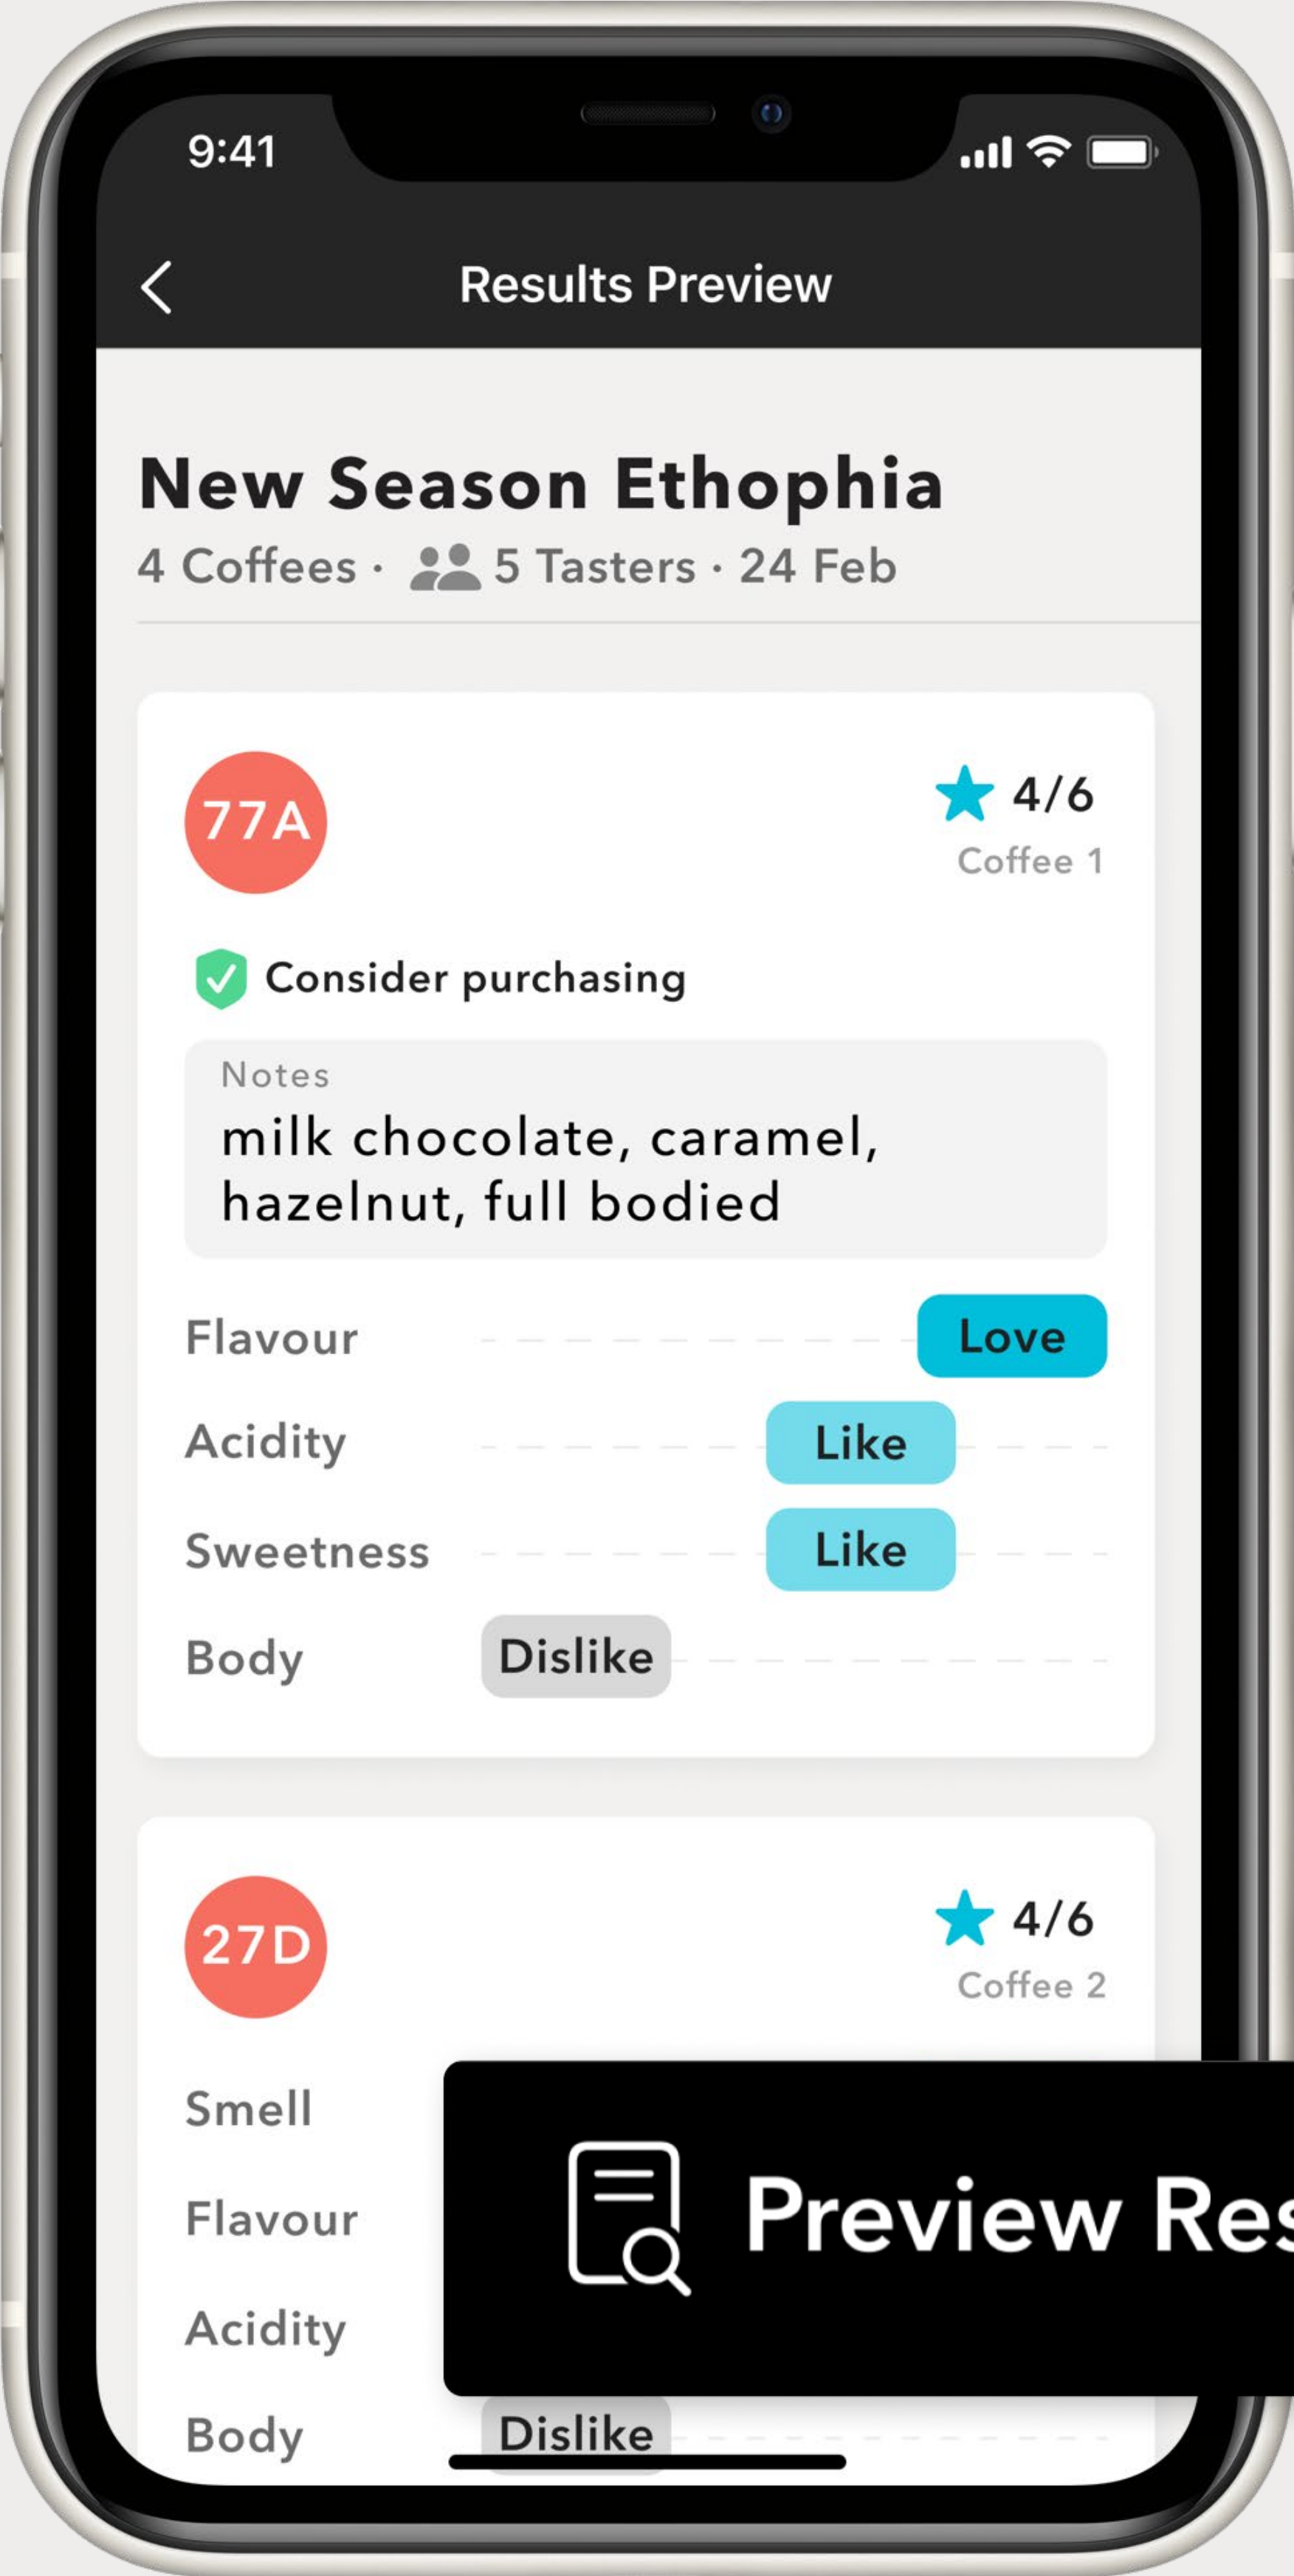 9:41
Results Preview
New Season Ethophia
4 Coffees · 5 Tasters · 24 Feb
77A
4/6
Coffee 1
Consider purchasing
Notes
milk chocolate, caramel,
hazelnut, full bodied
Flavour Love
Acidity Like
Sweetness Like
Body Dislike
27D
4/6
Coffee 2
Smell
Flavour
Preview
Acidity
Body Dislike